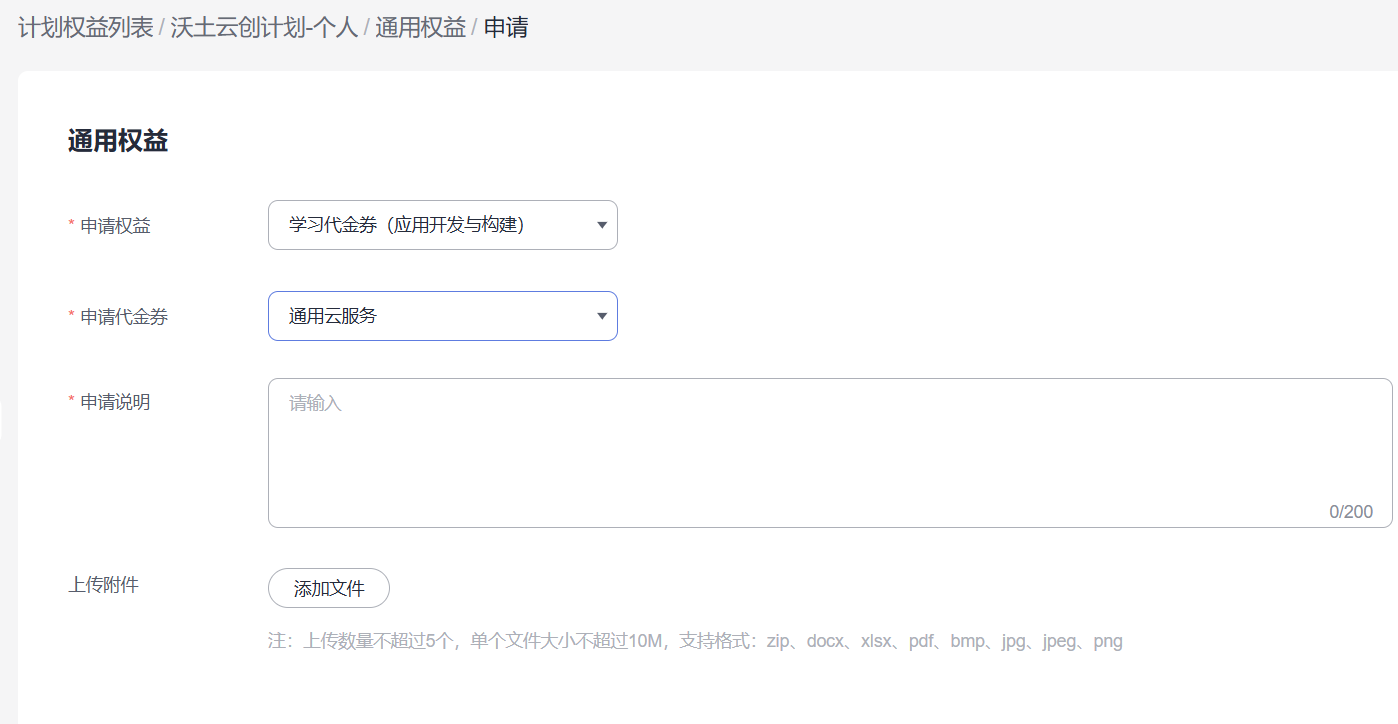 计划权益列表 / 沃土云创计划-个人 / 通用权益 / 申请
通用权益
* 申请权益
学习代金券（应用开发与构建）
* 申请代金券
通用云服务
* 申请说明
请输入
0/200
上传附件
添加文件
注：上传数量不超过5个，单个文件大小不超过10M，支持格式：zip、docx、xlsx、pdf、bmp、jpg、jpeg、png